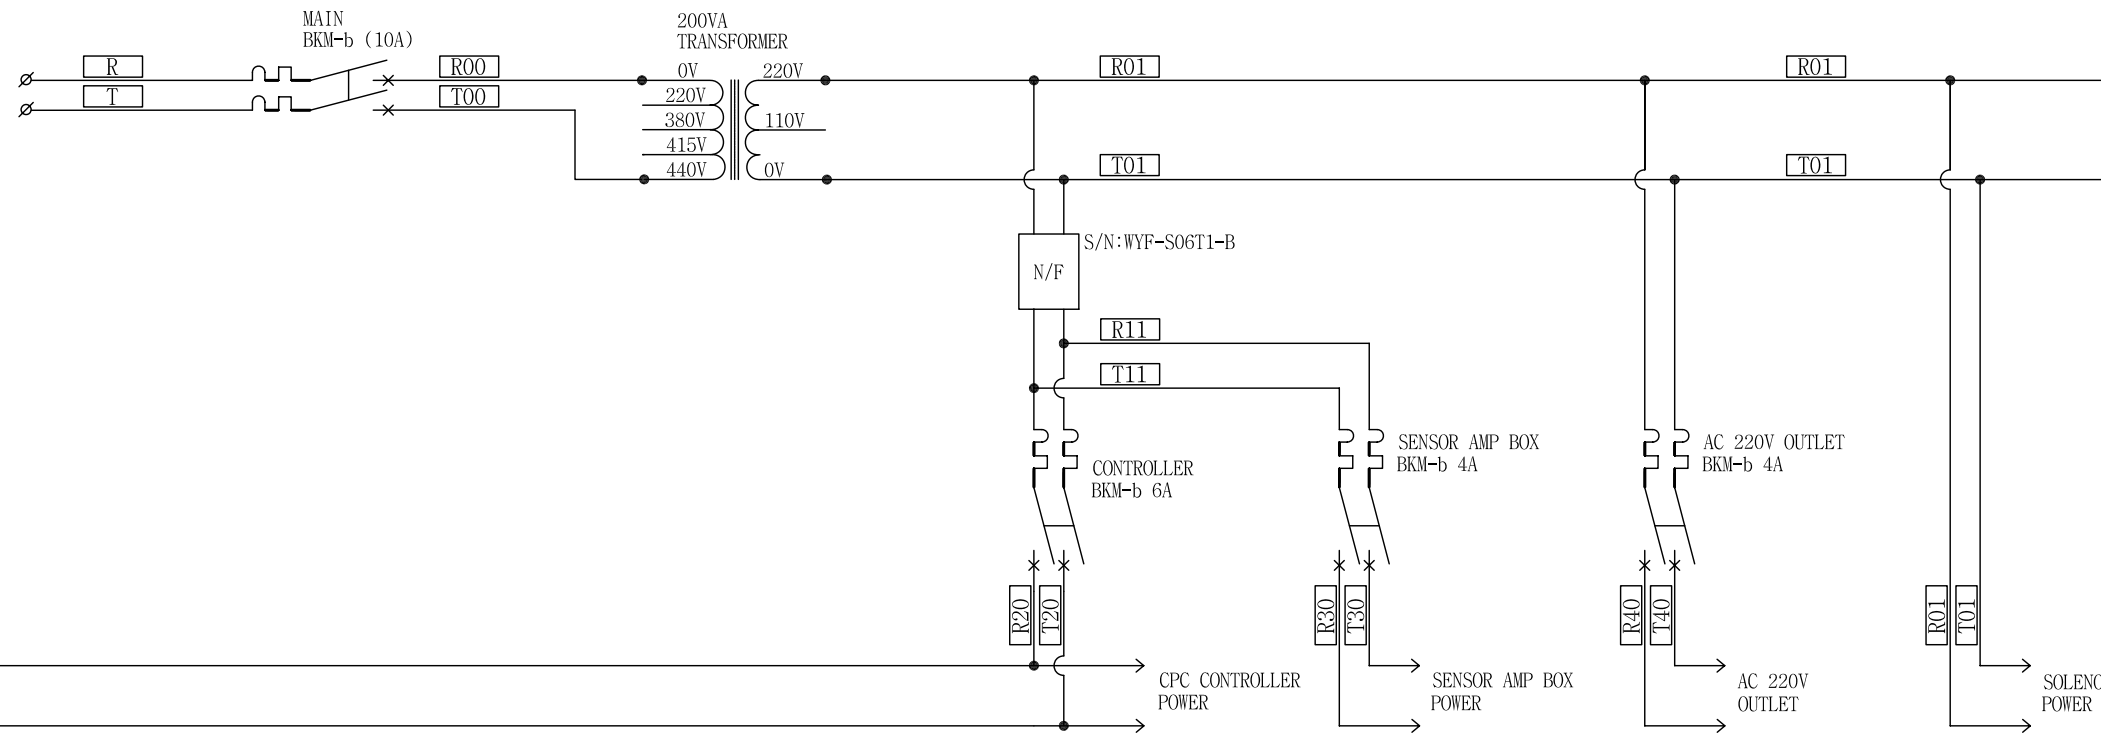 MAIN
BKM-b (10A)
200VA
TRANSFORMER
R
R00
0V
220V
R01
R01
T
T00
220V
380V
110V
415V
440V
0V
T01
T01
S/N:WYF-S06T1-B
N/F
R11
T11
CONTROLLER
BKM-b 6A
SENSOR AMP BOX
BKM-b 4A
AC 220V OUTLET
BKM-b 4A
R20
T20
R30
T30
R40
T40
R01
T01
CPC CONTROLLER
POWER
SENSOR AMP BOX
POWER
AC 220V
OUTLET
SOLENO
POWER